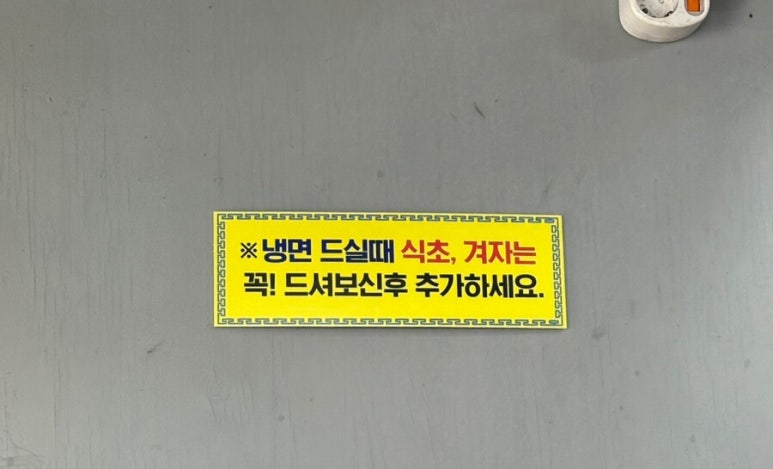 ※냉면 드실때 식초, 겨자는
꼭! 드셔보신후 추가하세요.